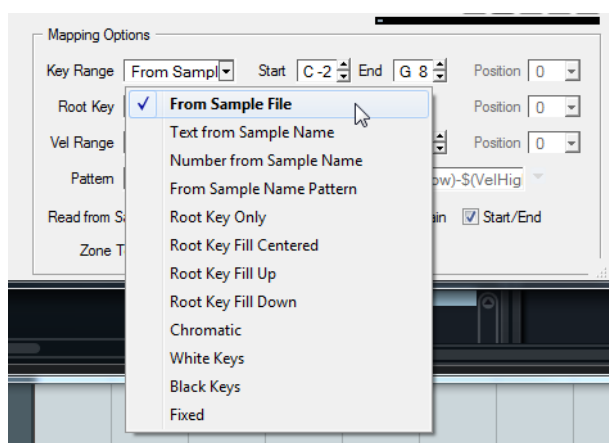 Mapping Options
Key Range From Sampl Start C -2 End G 8 Position 0
Root Key Position 0
Vel Range Position 0
Pattern ow)-$(VelHig
Read from S ain Start/End
Zone T
From Sample File
Text from Sample Name
Number from Sample Name
From Sample Name Pattern
Root Key Only
Root Key Fill Centered
Root Key Fill Up
Root Key Fill Down
Chromatic
White Keys
Black Keys
Fixed